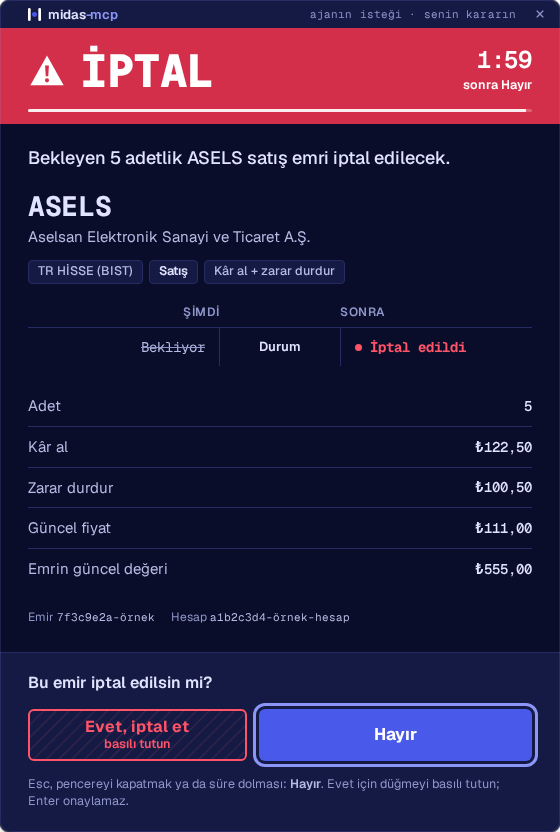 midas-mcp
ajanın isteği · senin kararın ×
İPTAL
1:59
sonra Hayır
Bekleyen 5 adetlik ASELS satış emri iptal edilecek.
ASELS
Aselsan Elektronik Sanayi ve Ticaret A.Ş.
TR HİSSE (BIST) Satış Kâr al + zarar durdur
ŞİMDİ SONRA
Bekliyor Durum İptal edildi
Adet 5
Kâr al ₺122,50
Zarar durdur ₺100,50
Güncel fiyat ₺111,00
Emrin güncel değeri ₺555,00
Emir 7f3c9e2a-örnek Hesap a1b2c3d4-örnek-hesap
Bu emir iptal edilsin mi?
Evet, iptal et
basılı tutun
Hayır
Esc, pencereyi kapatmak ya da süre dolması: Hayır. Evet için düğmeyi basılı tutun;
Enter onaylamaz.